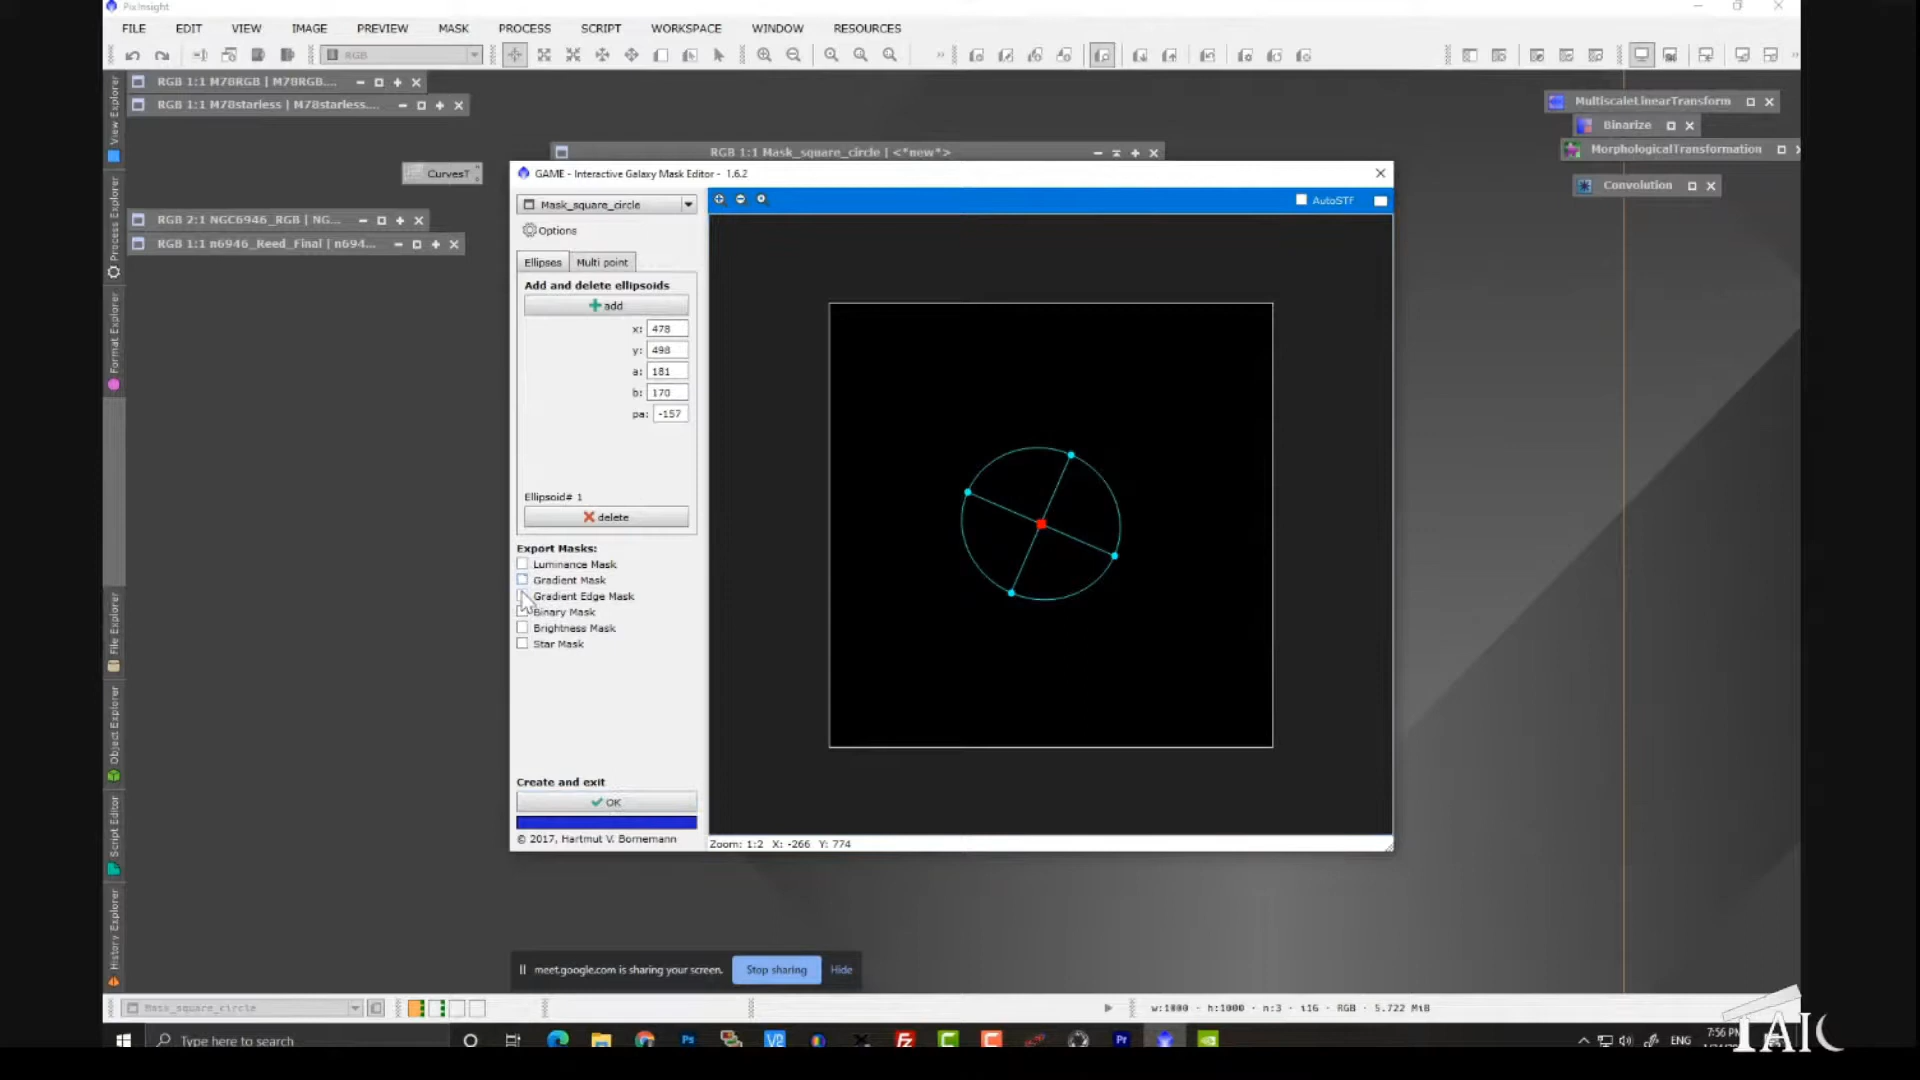 PixInsight
FILE EDIT VIEW IMAGE PREVIEW MASK PROCESS SCRIPT WORKSPACE WINDOW RESOURCES
RGB
RGB 1:1 M78RGB | M78RGB....
RGB 1:1 M78starless | M78starless....
MultiscaleLinearTransform
Binarize
MorphologicalTransformation
Convolution
RGB 1:1 Mask_square_circle | <*new*>
CurvesT
RGB 2:1 NGC6946_RGB | NG...
RGB 1:1 n6946_Reed_Final | n694...
View Explorer
Process Explorer
Format Explorer
File Explorer
Object Explorer
Script Editor
History Explorer
GAME - Interactive Galaxy Mask Editor - 1.6.2
Mask_square_circle
AutoSTF
Options
Ellipses Multi point
Add and delete ellipsoids
add
x: 478
y: 498
a: 181
b: 170
pa: -157
Ellipsoid# 1
delete
Export Masks:
Luminance Mask
Gradient Mask
Gradient Edge Mask
Binary Mask
Brightness Mask
Star Mask
Create and exit
OK
© 2017, Hartmut V. Bornemann
Zoom: 1:2 X: -266 Y: 774
meet.google.com is sharing your screen. Stop sharing Hide
Mask_square_circle
w:1000 · h:1000 · n:3 · i16 · RGB · 5.722 MiB
Type here to search
ENG
7:56 PM
TAIC